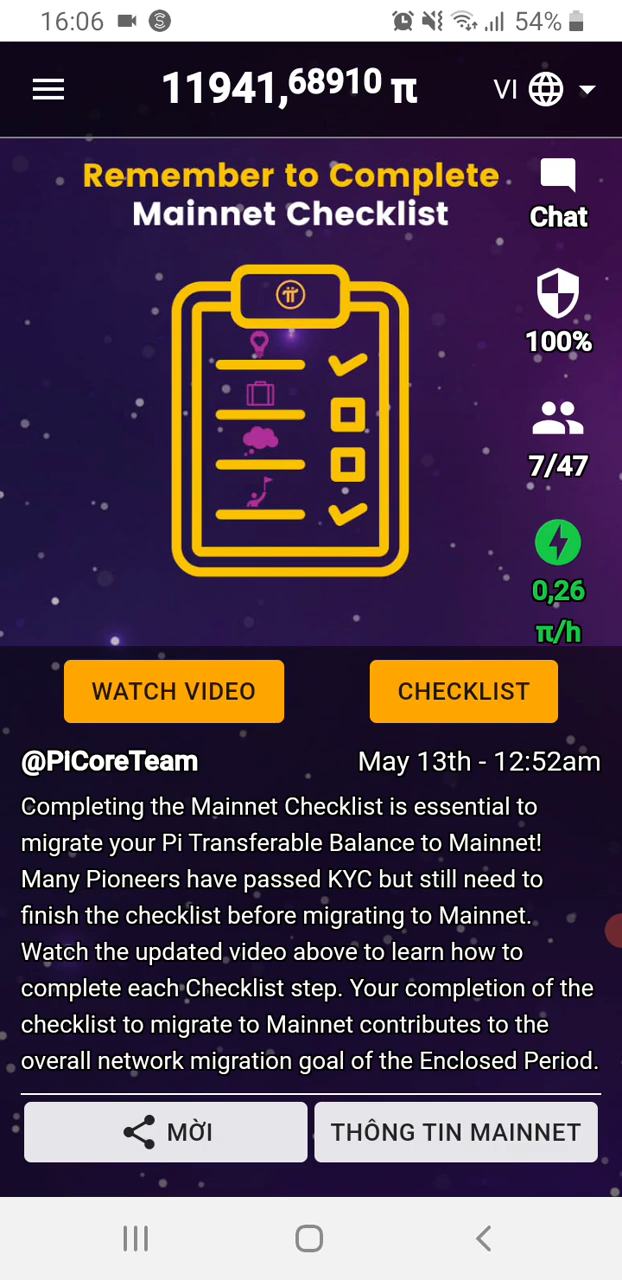 16:06 54%
11941,68910 π VI
Remember to Complete
Mainnet Checklist
Chat
100%
7/47
0,26
π/h
WATCH VIDEO CHECKLIST
@PiCoreTeam May 13th - 12:52am
Completing the Mainnet Checklist is essential to
migrate your Pi Transferable Balance to Mainnet!
Many Pioneers have passed KYC but still need to
finish the checklist before migrating to Mainnet.
Watch the updated video above to learn how to
complete each Checklist step. Your completion of the
checklist to migrate to Mainnet contributes to the
overall network migration goal of the Enclosed Period.
MỜI THÔNG TIN MAINNET